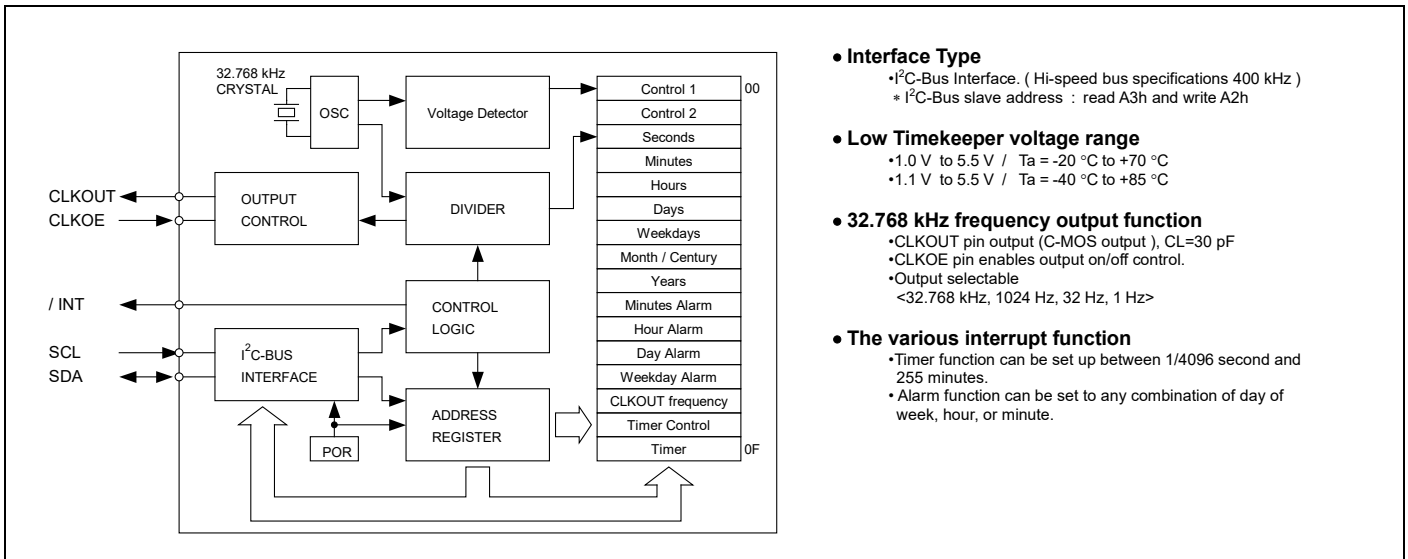 32.768 kHz
CRYSTAL
OSC
Voltage Detector
CLKOUT
CLKOE
OUTPUT
CONTROL
DIVIDER
/ INT
CONTROL
LOGIC
SCL
SDA
I²C-BUS
INTERFACE
ADDRESS
REGISTER
POR
Control 1 00
Control 2
Seconds
Minutes
Hours
Days
Weekdays
Month / Century
Years
Minutes Alarm
Hour Alarm
Day Alarm
Weekday Alarm
CLKOUT frequency
Timer Control
Timer 0F
● Interface Type
•I²C-Bus Interface. ( Hi-speed bus specifications 400 kHz )
∗ I²C-Bus slave address : read A3h and write A2h
● Low Timekeeper voltage range
•1.0 V to 5.5 V / Ta = -20 °C to +70 °C
•1.1 V to 5.5 V / Ta = -40 °C to +85 °C
● 32.768 kHz frequency output function
•CLKOUT pin output (C-MOS output ), CL=30 pF
•CLKOE pin enables output on/off control.
•Output selectable
<32.768 kHz, 1024 Hz, 32 Hz, 1 Hz>
● The various interrupt function
•Timer function can be set up between 1/4096 second and
255 minutes.
• Alarm function can be set to any combination of day of
week, hour, or minute.